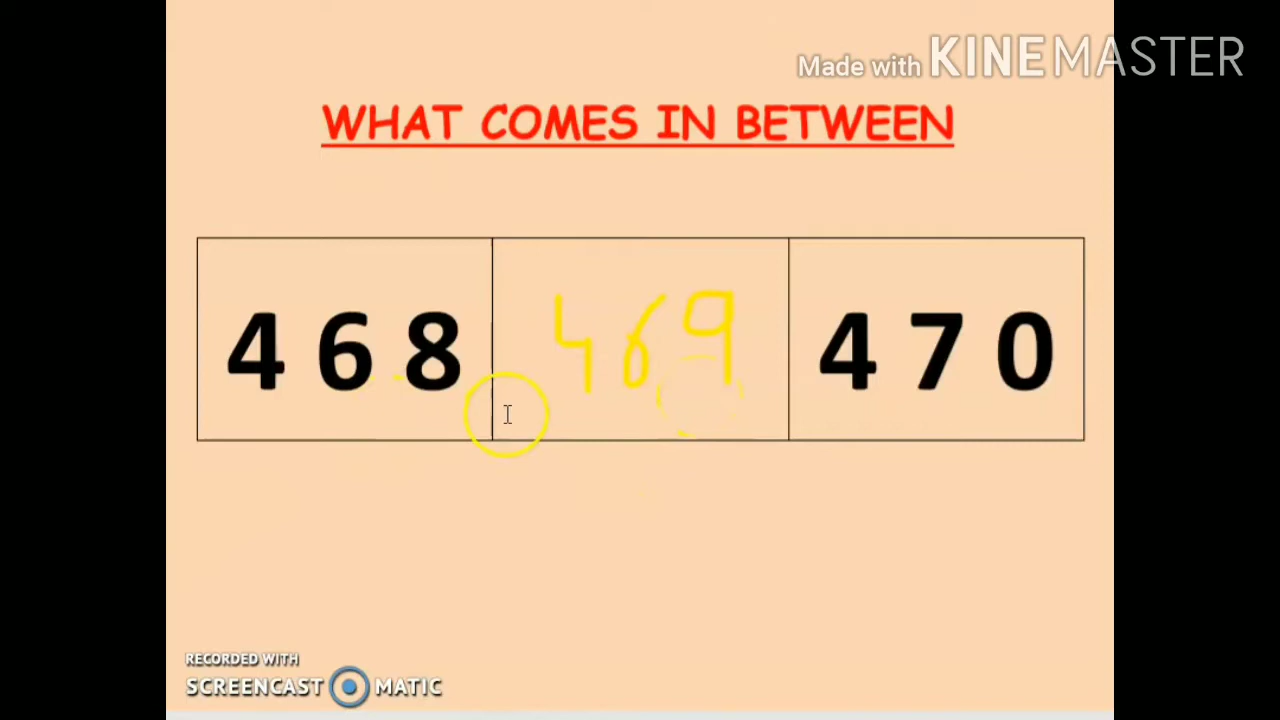 Made with KINEMASTER
WHAT COMES IN BETWEEN
4 6 8 469 4 7 0
RECORDED WITH
SCREENCAST MATIC